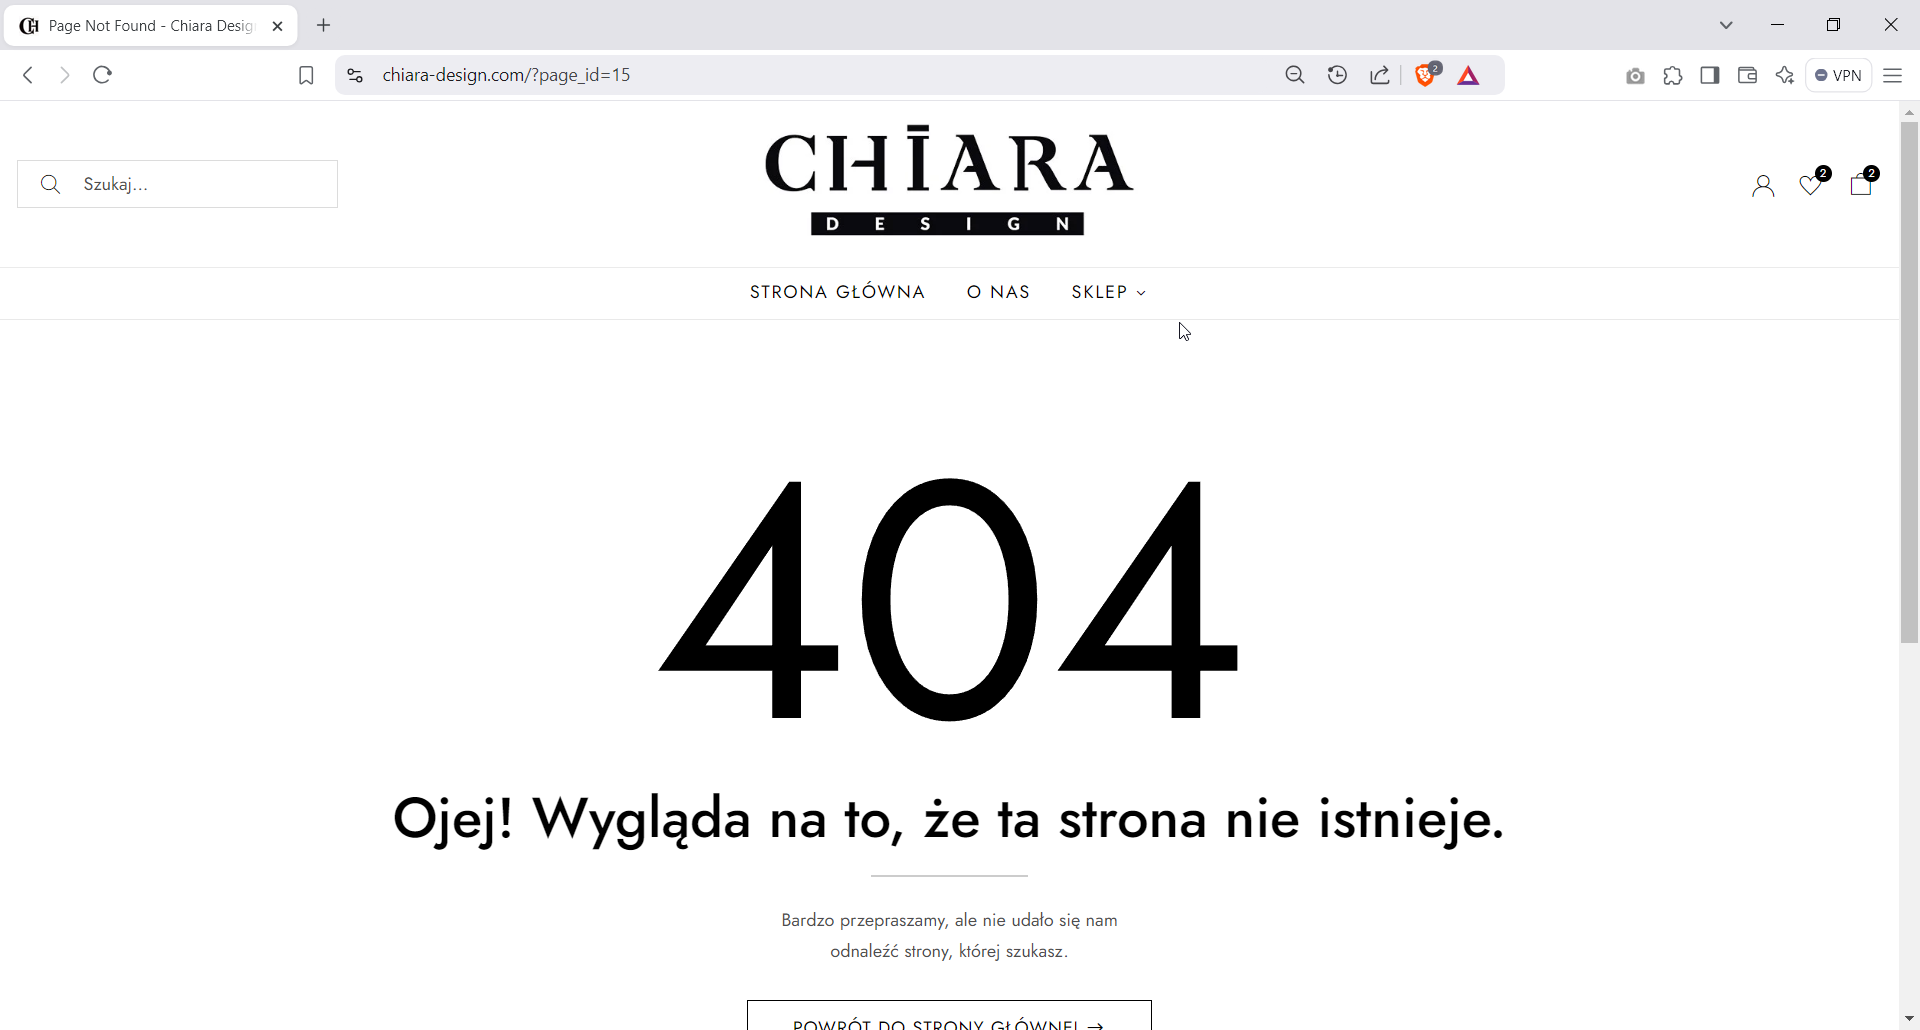 Page Not Found - Chiara Desig
chiara-design.com/?page_id=15
2
VPN
CHIARA
DESIGN
Szukaj...
2
2
STRONA GŁÓWNA
O NAS
SKLEP
404
Ojej! Wygląda na to, że ta strona nie istnieje.
Bardzo przepraszamy, ale nie udało się nam
odnaleźć strony, której szukasz.
POWRÓT DO STRONY GŁÓWNEJ →